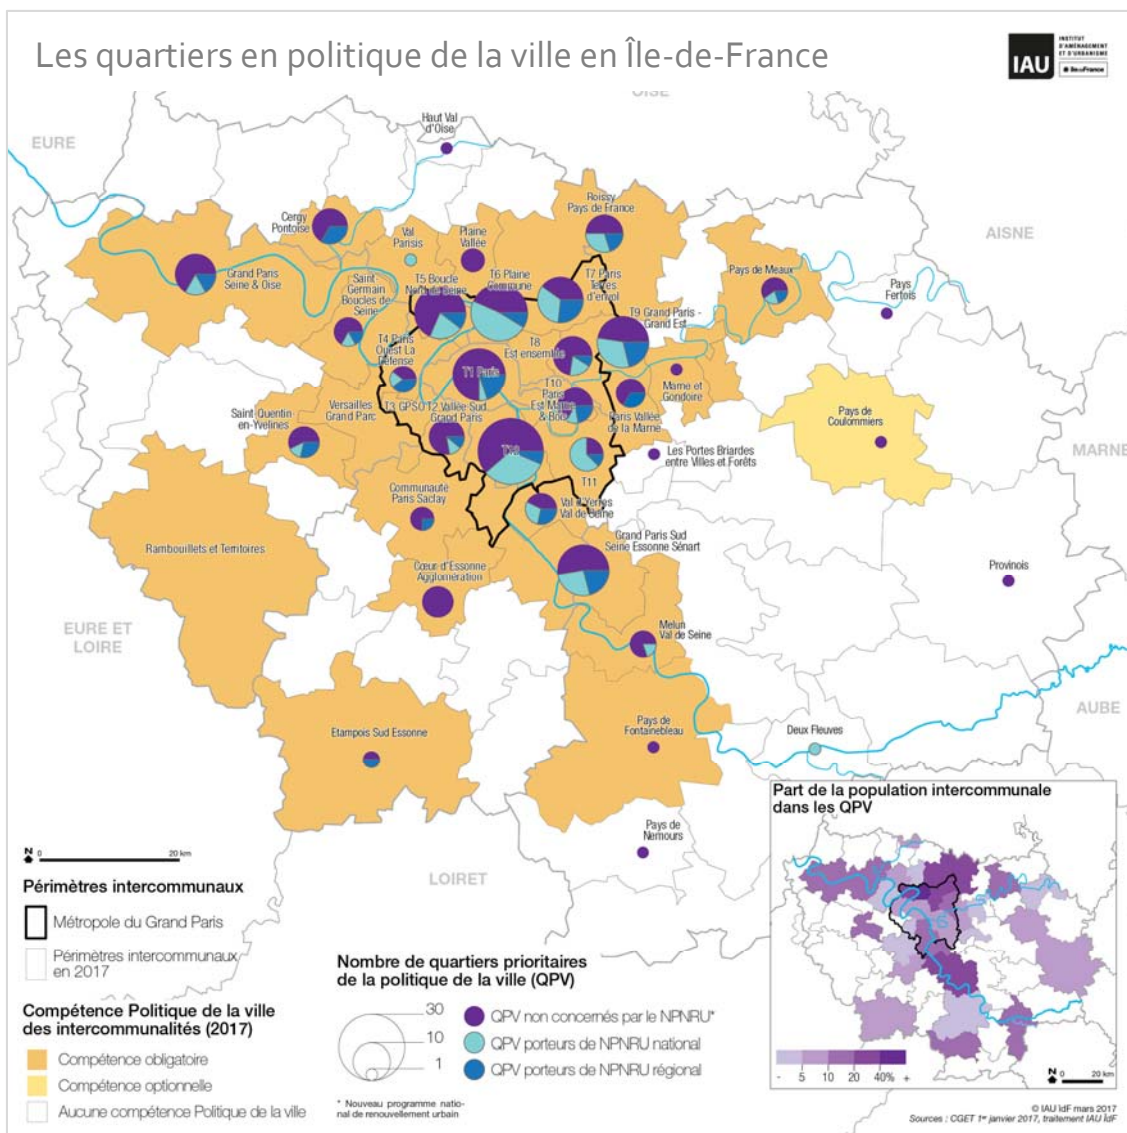 Les quartiers en politique de la ville en Île-de-France
IAU
INSTITUT
D'AMÉNAGEMENT
ET D'URBANISME
îledeFrance
OISE
EURE
Haut Val
d'Oise
Roissy
Pays de France
AISNE
Cergy
Pontoise
Val
Parisis
Plaine
Vallée
Grand Paris
Seine & Oise
Saint-
Germain
Boucles de
Seine
T5 Boucle
Nord de Seine
T6 Plaine
Commune
T7 Paris
Terres
d'envol
Pays de Meaux
Pays
Fertois
T9 Grand Paris -
Grand Est
T4 Paris
Ouest La
Défense
T8
Est ensemble
T1 Paris
T10
Paris
Est Marne
& Bois
Marne et
Gondoire
Saint-Quentin
en-Yvelines
Versailles
Grand Parc
T3 GPSO
T2 Vallée Sud
Grand Paris
Paris Vallée
de la Marne
Pays de
Coulommiers
T12
Les Portes Briardes
entre Villes et Forêts
MARNE
T11
Communauté
Paris Saclay
Val d'Yerres
Val de Seine
Rambouillets et Territoires
Grand Paris Sud
Seine Essonne Sénart
Cœur d'Essonne
Agglomération
Provinois
EURE ET
LOIRE
Melun
Val de Seine
AUBE
Etampois Sud Essonne
Pays de
Fontainebleau
Deux Fleuves
Pays de
Nemours
LOIRET
N
0 20 km
Périmètres intercommunaux
Métropole du Grand Paris
Périmètres intercommunaux
en 2017
Compétence Politique de la ville
des intercommunalités (2017)
Compétence obligatoire
Compétence optionnelle
Aucune compétence Politique de la ville
Nombre de quartiers prioritaires
de la politique de la ville (QPV)
30
10
1
QPV non concernés par le NPNRU*
QPV porteurs de NPNRU national
QPV porteurs de NPNRU régional
* Nouveau programme natio-
nal de renouvellement urbain
Part de la population intercommunale
dans les QPV
- 5 10 20 40% +
N
0 20 km
© IAU îdF mars 2017
Sources : CGET 1er janvier 2017, traitement IAU îdF